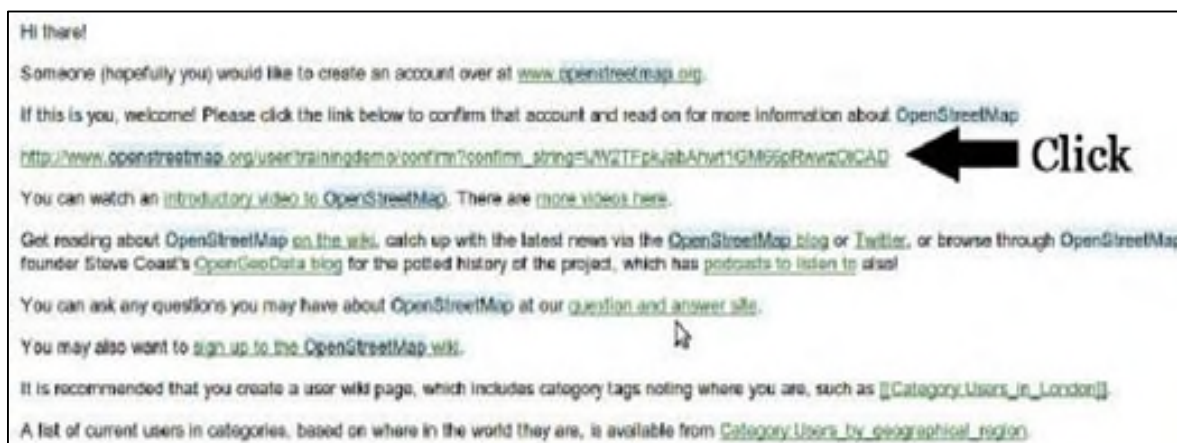 Hi there!
Someone (hopefully you) would like to create an account over at www.openstreetmap.org.
If this is you, welcome! Please click the link below to confirm that account and read on for more information about OpenStreetMap
Click
You can watch an introductory video to OpenStreetMap. There are more videos here.
Get reading about OpenStreetMap on the wiki, catch up with the latest news via the OpenStreetMap blog or Twitter, or browse through OpenStreetMap
founder Steve Coast's OpenGeoData blog for the potted history of the project, which has podcasts to listen to also!
You can ask any questions you may have about OpenStreetMap at our question and answer site.
You may also want to sign up to the OpenStreetMap wiki.
It is recommended that you create a user wiki page, which includes category tags noting where you are, such as [[Category:Users_in_London]].
A list of current users in categories, based on where in the world they are, is available from Category:Users_by_geographical_region.